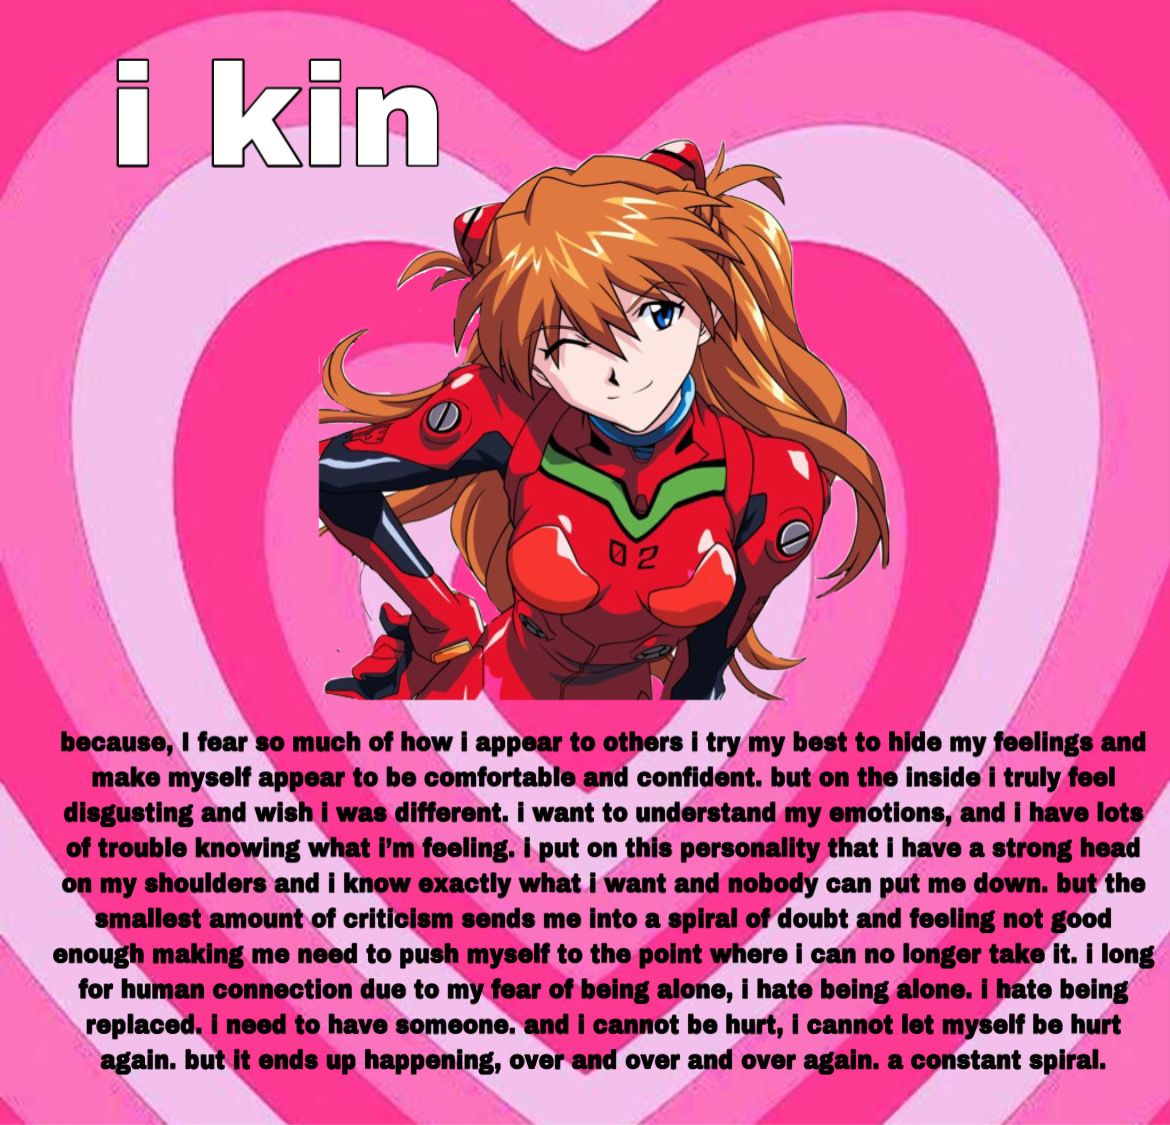 i kin
02
because, I fear so much of how i appear to others i try my best to hide my feelings and
make myself appear to be comfortable and confident. but on the inside i truly feel
disgusting and wish i was different. i want to understand my emotions, and i have lots
of trouble knowing what i’m feeling. i put on this personality that i have a strong head
on my shoulders and i know exactly what i want and nobody can put me down. but the
smallest amount of criticism sends me into a spiral of doubt and feeling not good
enough making me need to push myself to the point where i can no longer take it. i long
for human connection due to my fear of being alone, i hate being alone. i hate being
replaced. i need to have someone. and i cannot be hurt, i cannot let myself be hurt
again. but it ends up happening, over and over and over again. a constant spiral.